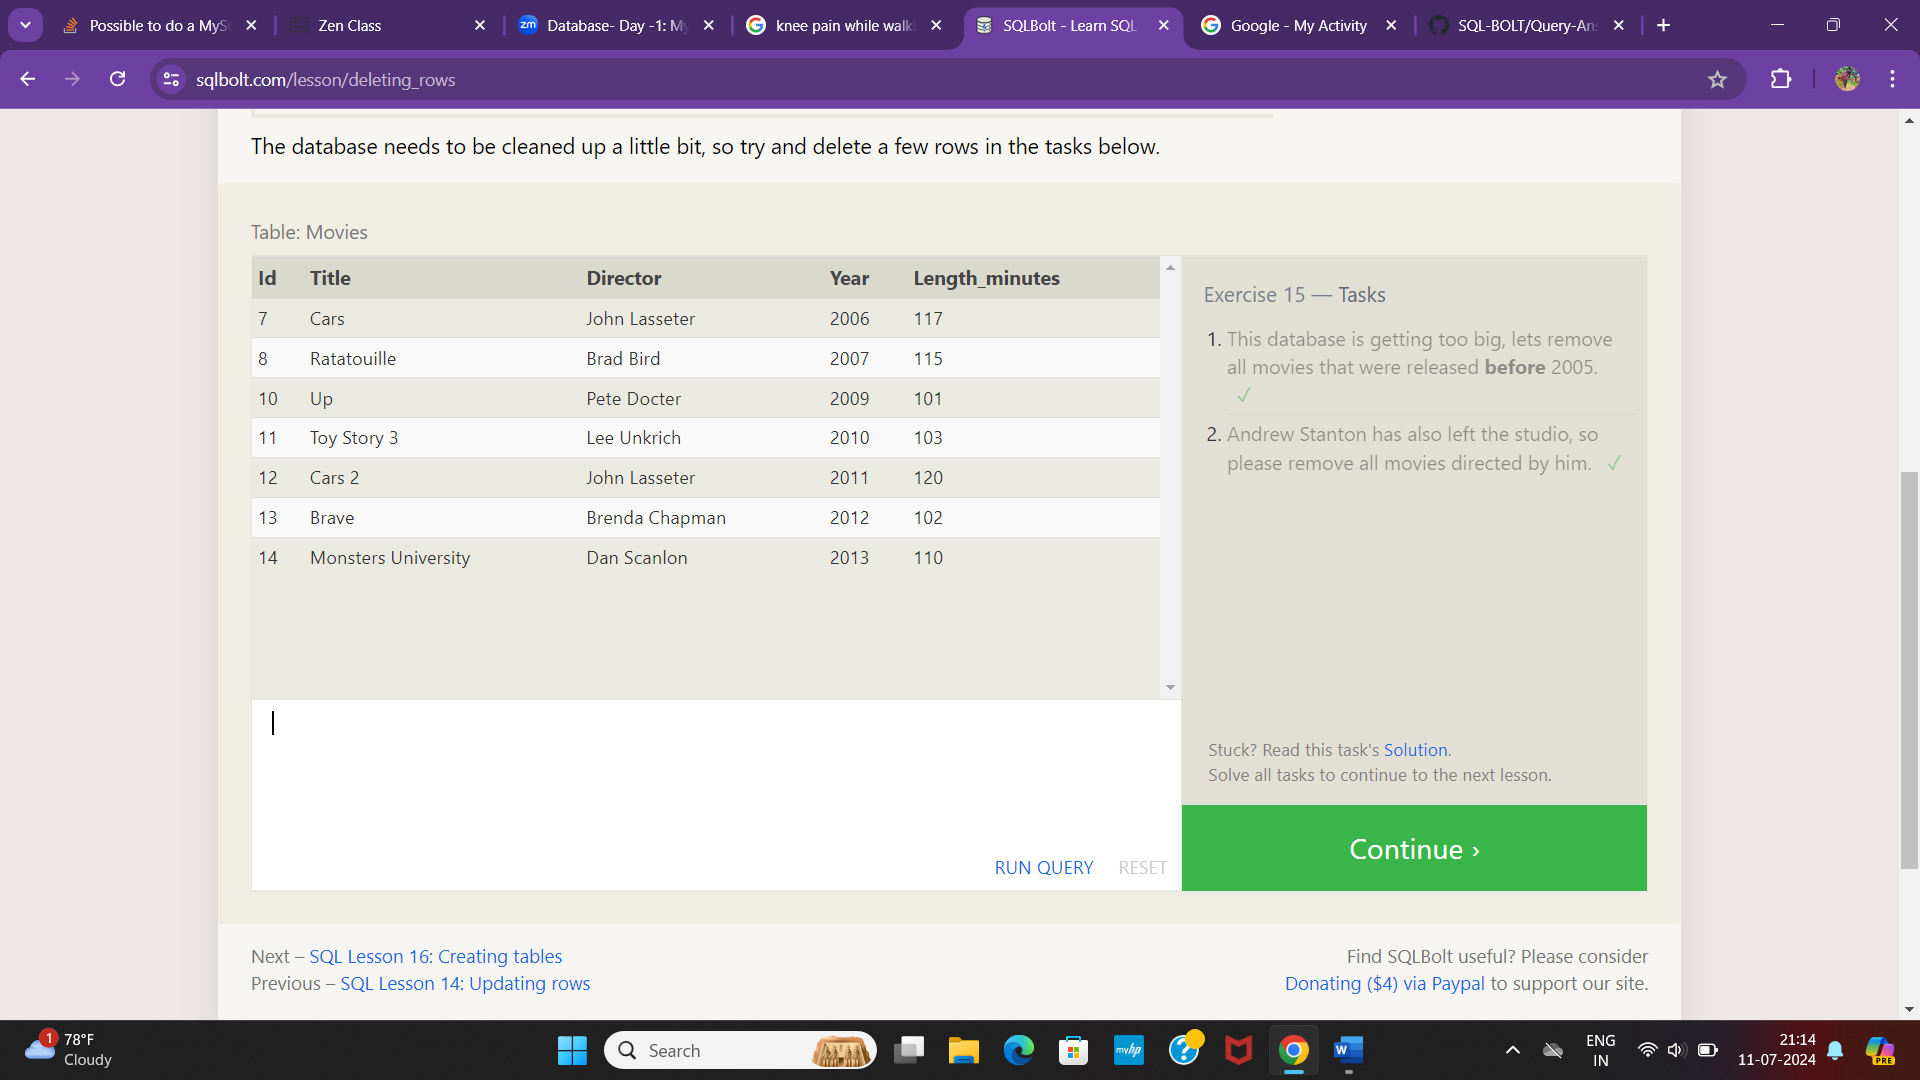 Possible to do a MyS
Zen Class
zm Database- Day -1: My
knee pain while walki
SQLBolt - Learn SQL
Google - My Activity
SQL-BOLT/Query-Ans
sqlbolt.com/lesson/deleting_rows
The database needs to be cleaned up a little bit, so try and delete a few rows in the tasks below.
Table: Movies
Id Title Director Year Length_minutes
7 Cars John Lasseter 2006 117
8 Ratatouille Brad Bird 2007 115
10 Up Pete Docter 2009 101
11 Toy Story 3 Lee Unkrich 2010 103
12 Cars 2 John Lasseter 2011 120
13 Brave Brenda Chapman 2012 102
14 Monsters University Dan Scanlon 2013 110
RUN QUERY RESET
Exercise 15 — Tasks
1. This database is getting too big, lets remove
all movies that were released before 2005.
✓
2. Andrew Stanton has also left the studio, so
please remove all movies directed by him. ✓
Stuck? Read this task's Solution.
Solve all tasks to continue to the next lesson.
Continue ›
Next – SQL Lesson 16: Creating tables
Previous – SQL Lesson 14: Updating rows
Find SQLBolt useful? Please consider
Donating ($4) via Paypal to support our site.
1
78°F
Cloudy
Search
myhp
?
W
ENG
IN
21:14
11-07-2024
PRE